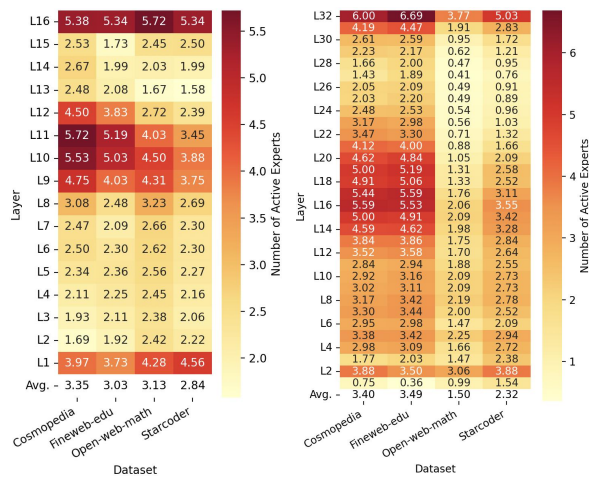 L16 5.38 5.34 5.72 5.34
L15 2.53 1.73 2.45 2.50
L14 2.67 1.99 2.03 1.99
L13 2.48 2.08 1.67 1.58
L12 4.50 3.83 2.72 2.39
L11 5.72 5.19 4.03 3.45
L10 5.53 5.03 4.50 3.88
L9 4.75 4.03 4.31 3.75
L8 3.08 2.48 3.23 2.69
L7 2.47 2.09 2.66 2.30
L6 2.50 2.30 2.62 2.30
L5 2.34 2.36 2.56 2.27
L4 2.11 2.25 2.45 2.16
L3 1.93 2.11 2.38 2.06
L2 1.69 1.92 2.42 2.22
L1 3.97 3.73 4.28 4.56
Avg. 3.35 3.03 3.13 2.84
Cosmopedia
Fineweb-edu
Open-web-math
Starcoder
Dataset
Layer
5.5
5.0
4.5
4.0
3.5
3.0
2.5
2.0
Number of Active Experts
L32 6.00 6.69 3.77 5.03
4.19 4.47 1.91 2.83
L30 2.61 2.59 0.95 1.72
2.23 2.17 0.62 1.21
L28 1.66 2.00 0.47 0.95
1.43 1.89 0.41 0.76
L26 2.05 2.09 0.49 0.91
2.03 2.20 0.49 0.89
L24 2.48 2.53 0.54 0.96
3.17 2.98 0.56 1.03
L22 3.47 3.30 0.71 1.32
4.12 4.00 0.88 1.66
L20 4.62 4.84 1.05 2.09
5.00 5.19 1.31 2.58
L18 4.91 5.06 1.33 2.52
5.44 5.59 1.76 3.11
L16 5.59 5.53 2.06 3.55
5.00 4.91 2.09 3.42
L14 4.59 4.62 1.98 3.28
3.84 3.86 1.75 2.84
L12 3.52 3.58 1.70 2.64
2.84 2.94 1.88 2.55
L10 2.92 3.16 2.09 2.73
3.02 3.11 2.09 2.73
L8 3.17 3.42 2.19 2.78
3.30 3.44 2.00 2.52
L6 2.95 2.98 1.47 2.09
3.38 3.42 2.25 2.94
L4 2.98 3.09 1.66 2.72
1.77 2.03 1.47 2.38
L2 3.88 3.50 3.06 3.88
0.75 0.36 0.99 1.54
Avg. 3.40 3.49 1.50 2.32
Cosmopedia
Fineweb-edu
Open-web-math
Starcoder
Dataset
Layer
6
5
4
3
2
1
Number of Active Experts